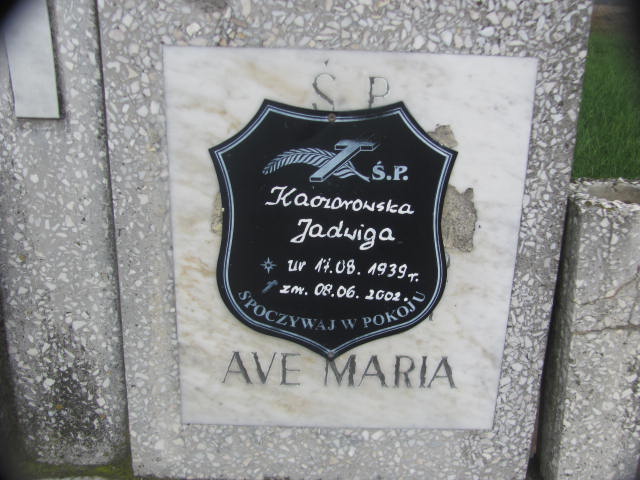 Ś P
Ś.P.
Kaczorowska
Jadwiga
ur 17.08.1939 r.
zm. 08.06.2002.
SPOCZYWAJ W POKOJU
AVE MARIA